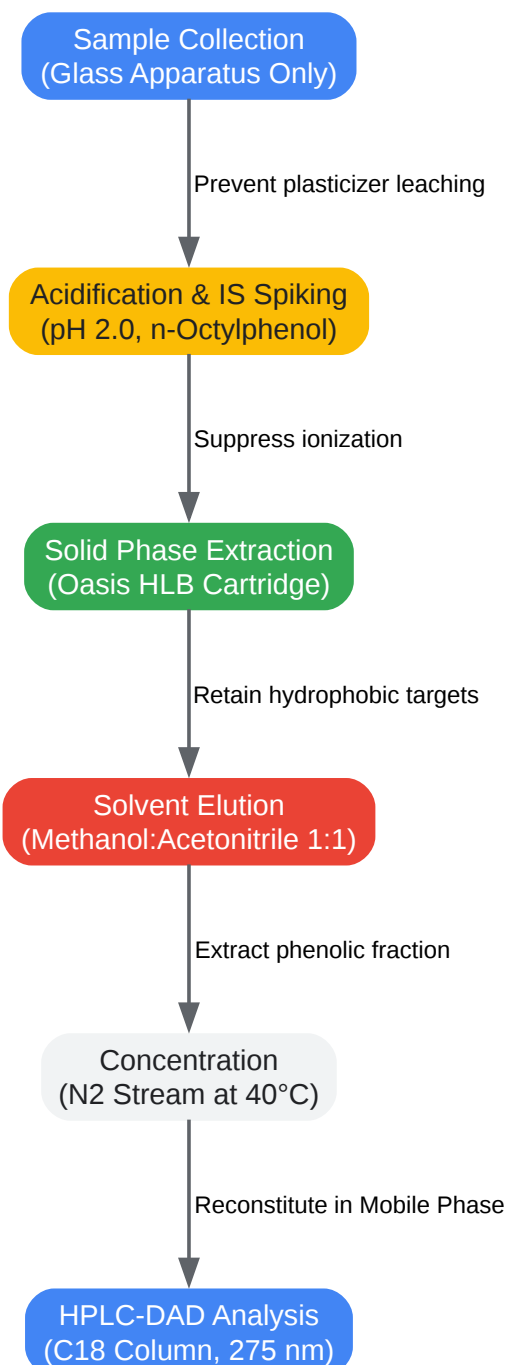 Sample Collection
(Glass Apparatus Only)
Prevent plasticizer leaching
Acidification & IS Spiking
(pH 2.0, n-Octylphenol)
Suppress ionization
Solid Phase Extraction
(Oasis HLB Cartridge)
Retain hydrophobic targets
Solvent Elution
(Methanol:Acetonitrile 1:1)
Extract phenolic fraction
Concentration
(N2 Stream at 40°C)
Reconstitute in Mobile Phase
HPLC-DAD Analysis
(C18 Column, 275 nm)